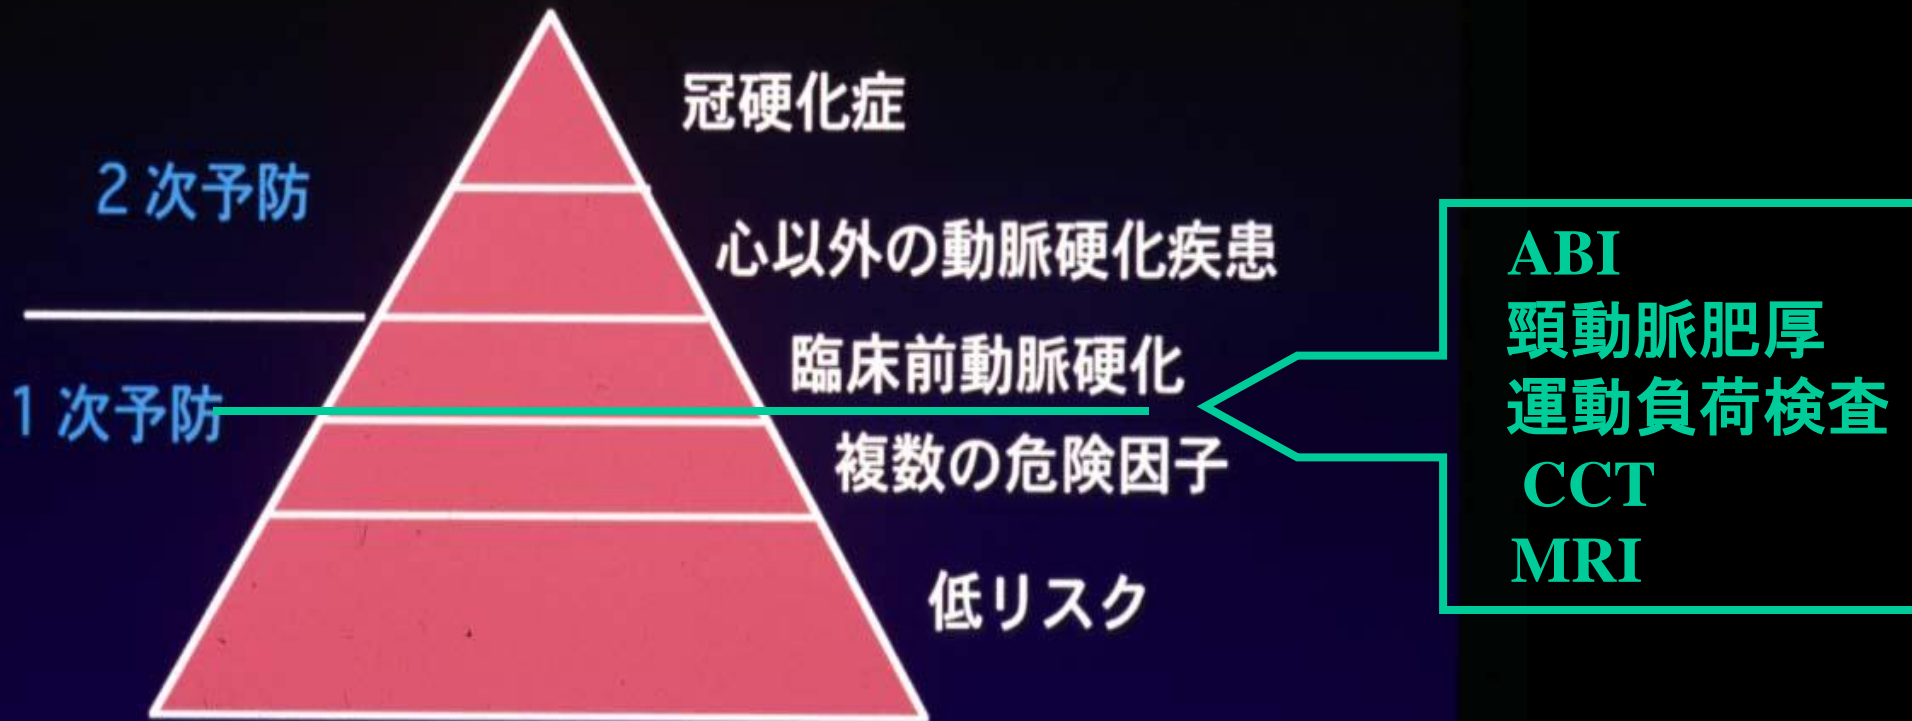 冠硬化症
2次予防
心以外の動脈硬化疾患
臨床前動脈硬化
1次予防
複数の危険因子
低リスク
ABI
頸動脈肥厚
運動負荷検査
CCT
MRI